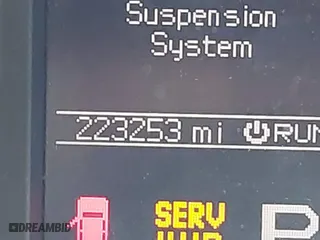 Suspension
System
223253 mi RUN
SERV
P
DREAMBID